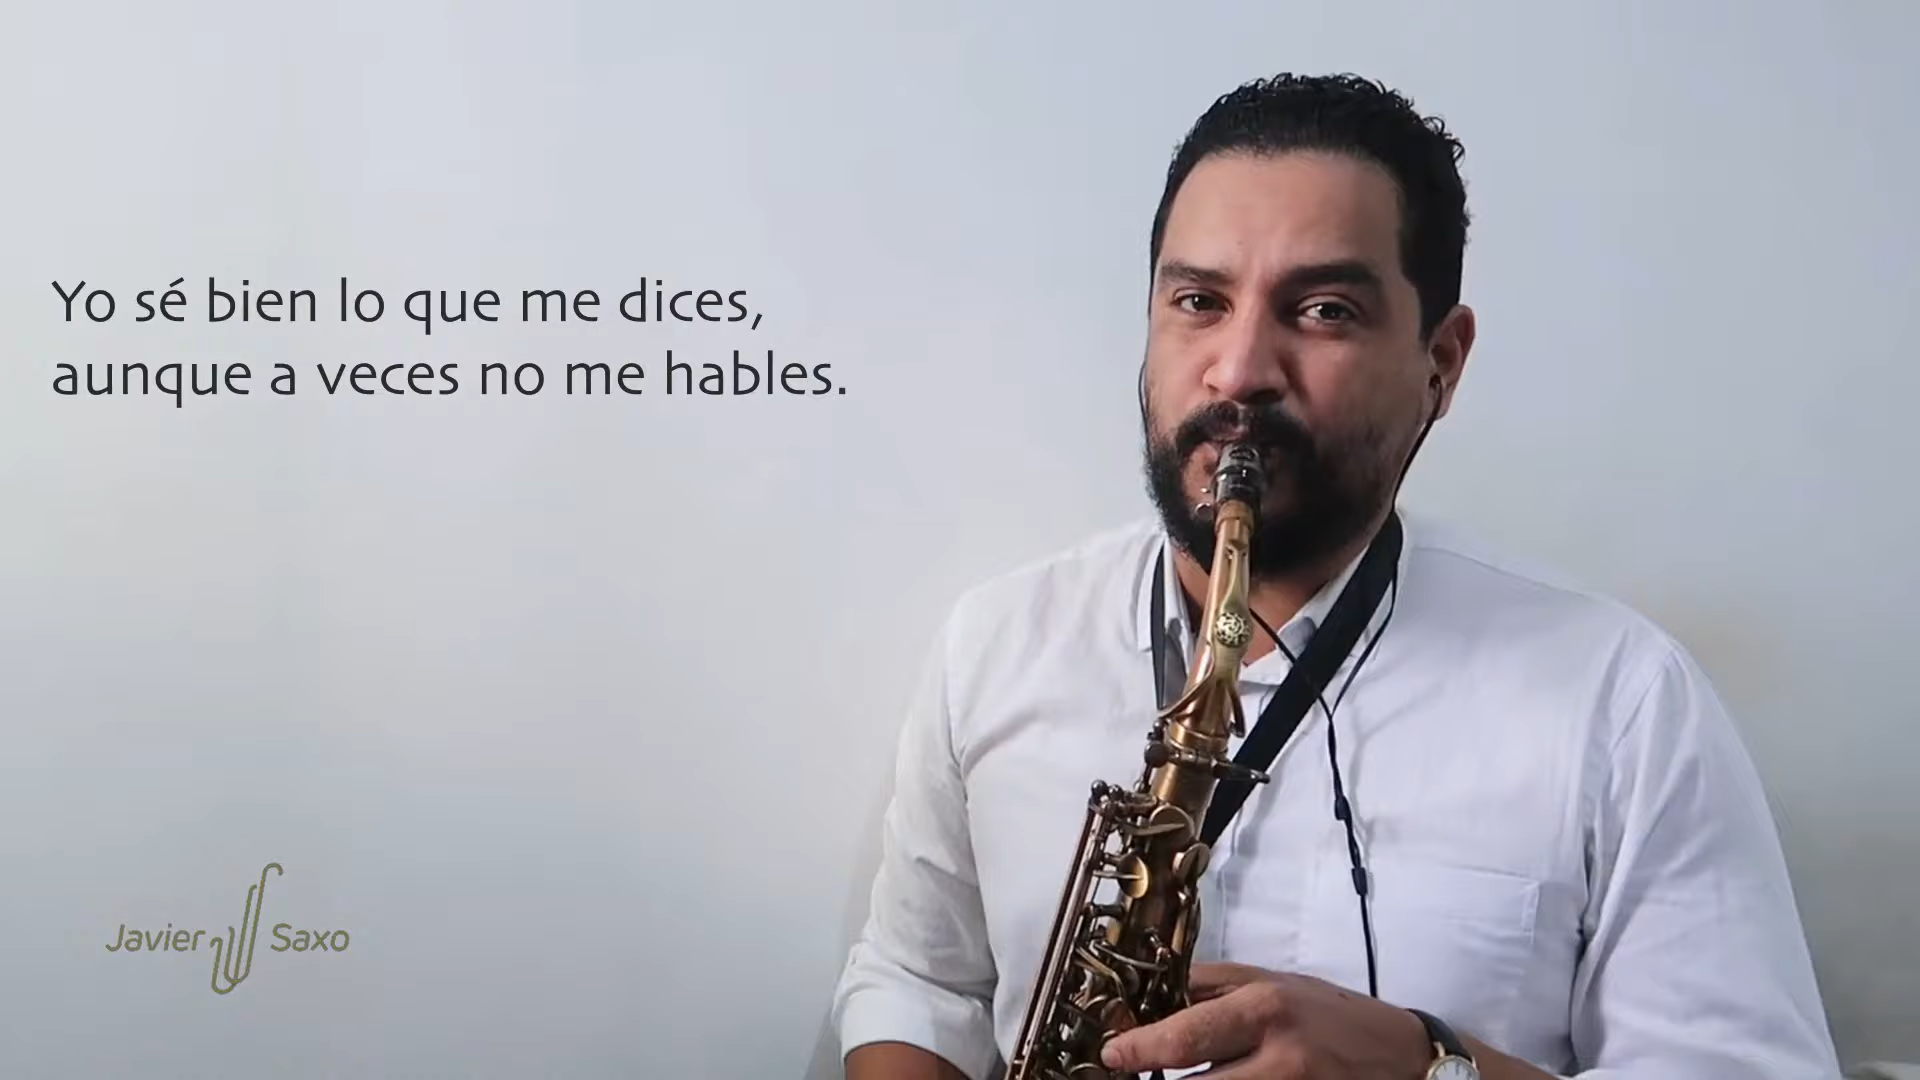 Yo sé bien lo que me dices,
aunque a veces no me hables.
Javier Saxo